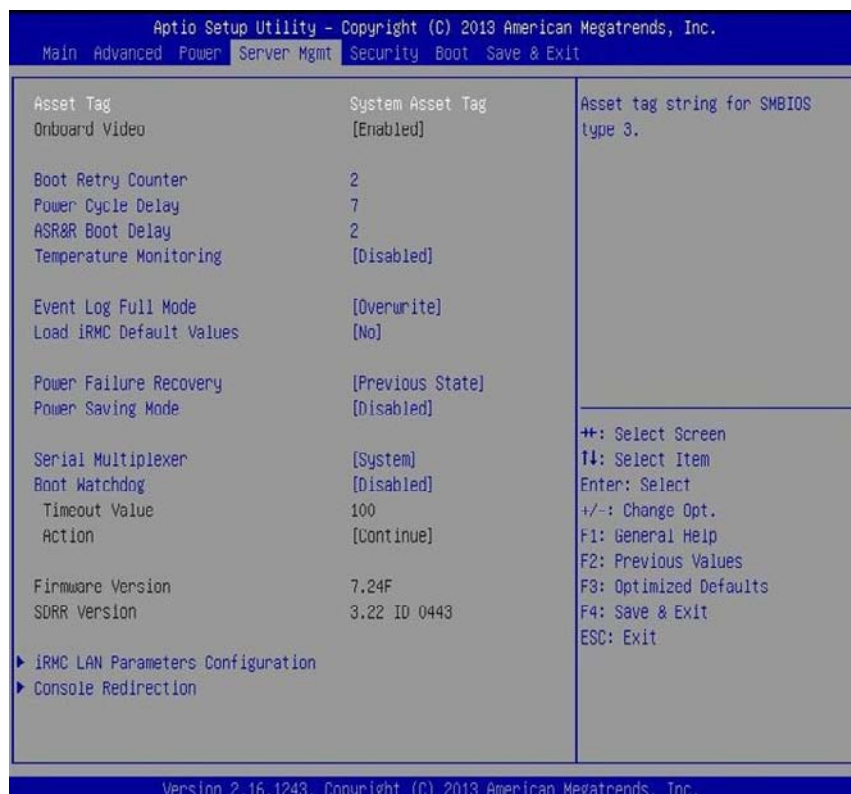 Aptio Setup Utility – Copyright (C) 2013 American Megatrends, Inc.
Main Advanced Power Server Mgmt Security Boot Save & Exit
Asset Tag System Asset Tag
Onboard Video [Enabled]
Boot Retry Counter 2
Power Cycle Delay 7
ASR&R Boot Delay 2
Temperature Monitoring [Disabled]
Event Log Full Mode [Overwrite]
Load iRMC Default Values [No]
Power Failure Recovery [Previous State]
Power Saving Mode [Disabled]
Serial Multiplexer [System]
Boot Watchdog [Disabled]
Timeout Value 100
Action [Continue]
Firmware Version 7.24F
SDRR Version 3.22 ID 0443
▶ iRMC LAN Parameters Configuration
▶ Console Redirection
Asset tag string for SMBIOS
type 3.
→←: Select Screen
↑↓: Select Item
Enter: Select
+/-: Change Opt.
F1: General Help
F2: Previous Values
F3: Optimized Defaults
F4: Save & Exit
ESC: Exit
Version 2.16.1243. Copyright (C) 2013 American Megatrends, Inc.